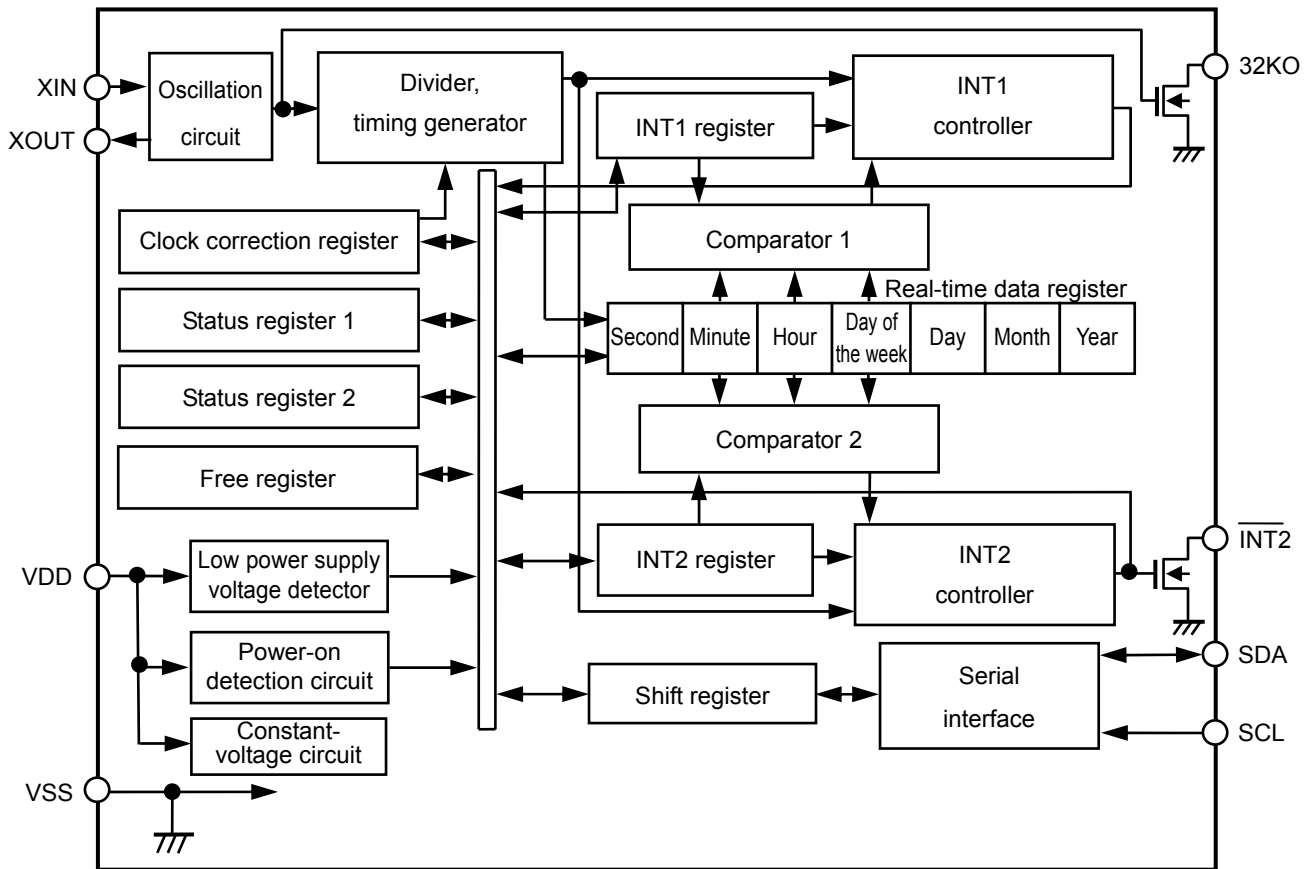 XIN
XOUT
Oscillation
circuit
Divider,
timing generator
INT1 register
INT1
controller
32KO
Clock correction register
Comparator 1
Status register 1
Real-time data register
Second
Minute
Hour
Day of
the week
Day
Month
Year
Status register 2
Comparator 2
Free register
VDD
Low power supply
voltage detector
INT2 register
INT2
controller
INT2
Power-on
detection circuit
Shift register
Serial
interface
SDA
SCL
Constant-
voltage circuit
VSS